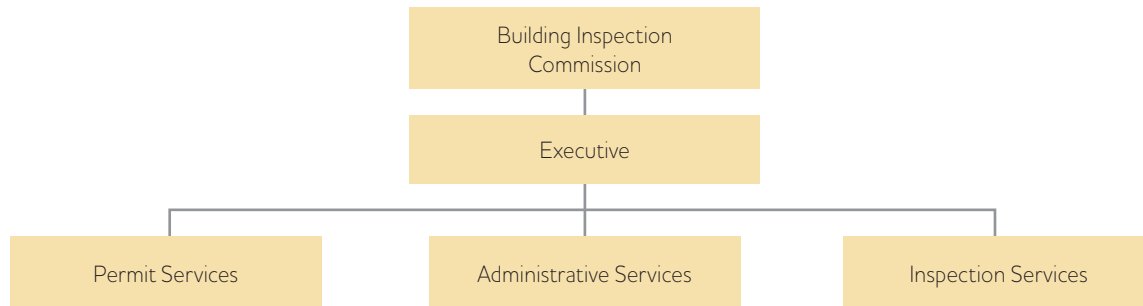 Building Inspection
Commission
Executive
Permit Services
Administrative Services
Inspection Services